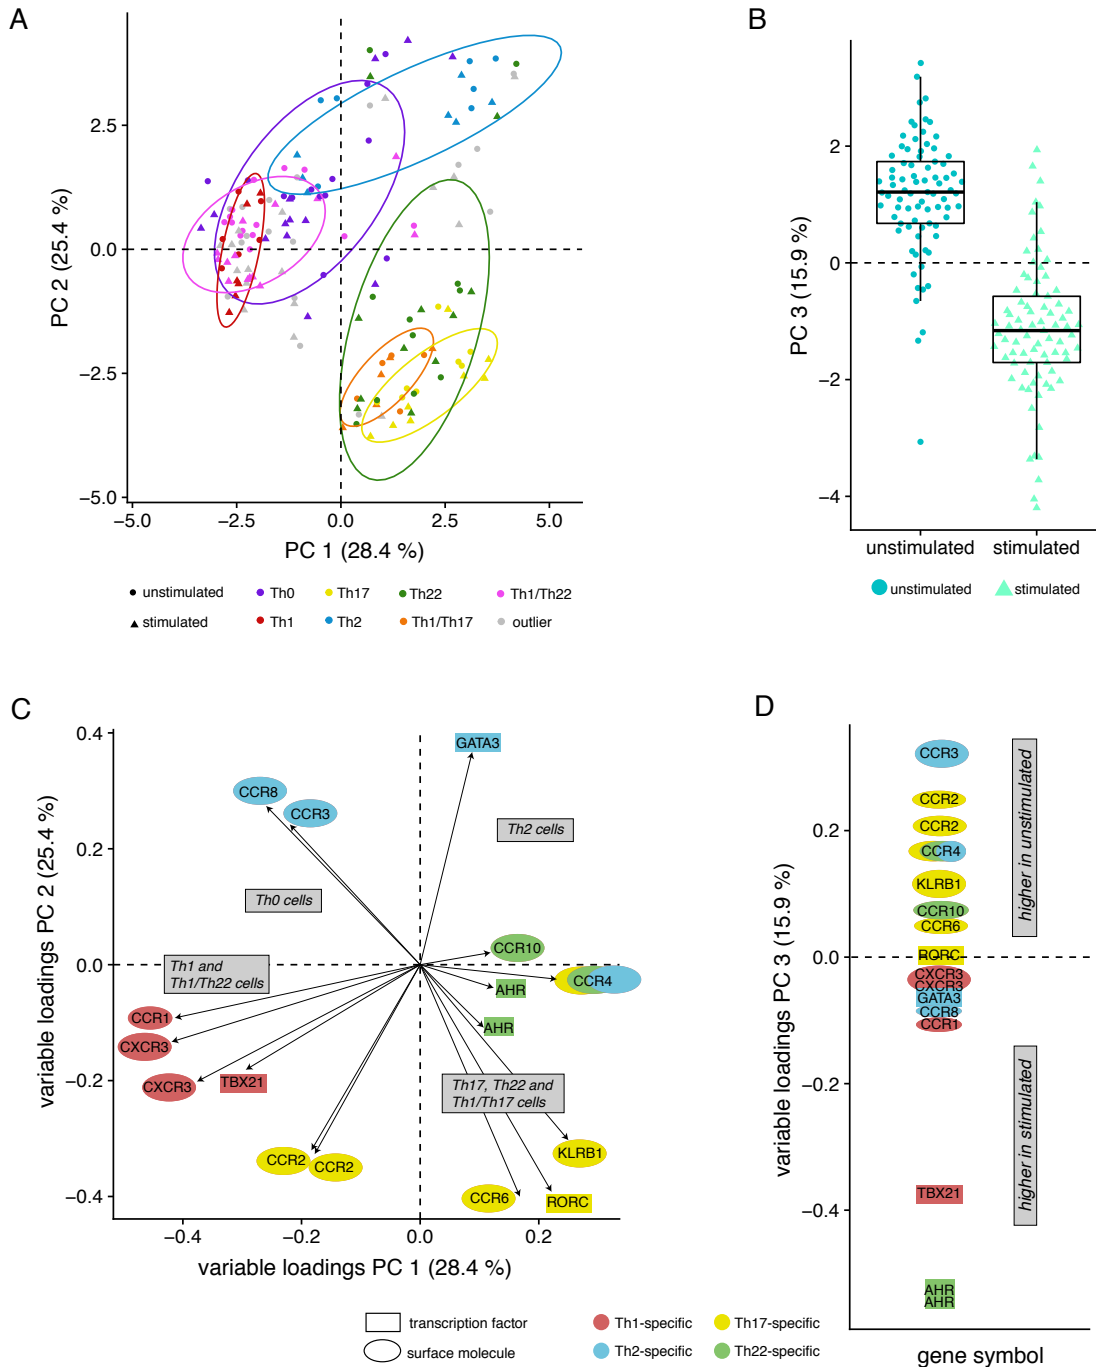 A
PC 2 (25.4 %)
2.5
0.0
−2.5
−5.0
−5.0
−2.5
0.0
2.5
5.0
PC 1 (28.4 %)
unstimulated
Th0
Th17
Th22
Th1/Th22
stimulated
Th1
Th2
Th1/Th17
outlier
B
PC 3 (15.9 %)
2
0
−2
−4
unstimulated
stimulated
unstimulated
stimulated
C
variable loadings PC 2 (25.4 %)
0.4
0.2
0.0
−0.2
−0.4
GATA3
CCR8
CCR3
Th2 cells
Th0 cells
CCR10
Th1 and
Th1/Th22 cells
CCR4
AHR
CCR1
AHR
CXCR3
CXCR3
TBX21
Th17, Th22 and
Th1/Th17 cells
KLRB1
CCR2
CCR2
CCR6
RORC
−0.4
−0.2
0.0
0.2
variable loadings PC 1 (28.4 %)
D
variable loadings PC 3 (15.9 %)
0.2
0.0
−0.2
−0.4
CCR3
CCR2
CCR2
CCR4
KLRB1
CCR10
CCR6
RORC
CXCR3
CXCR3
GATA3
CCR8
CCR1
TBX21
AHR
AHR
higher in unstimulated
higher in stimulated
gene symbol
transcription factor
surface molecule
Th1-specific
Th17-specific
Th2-specific
Th22-specific